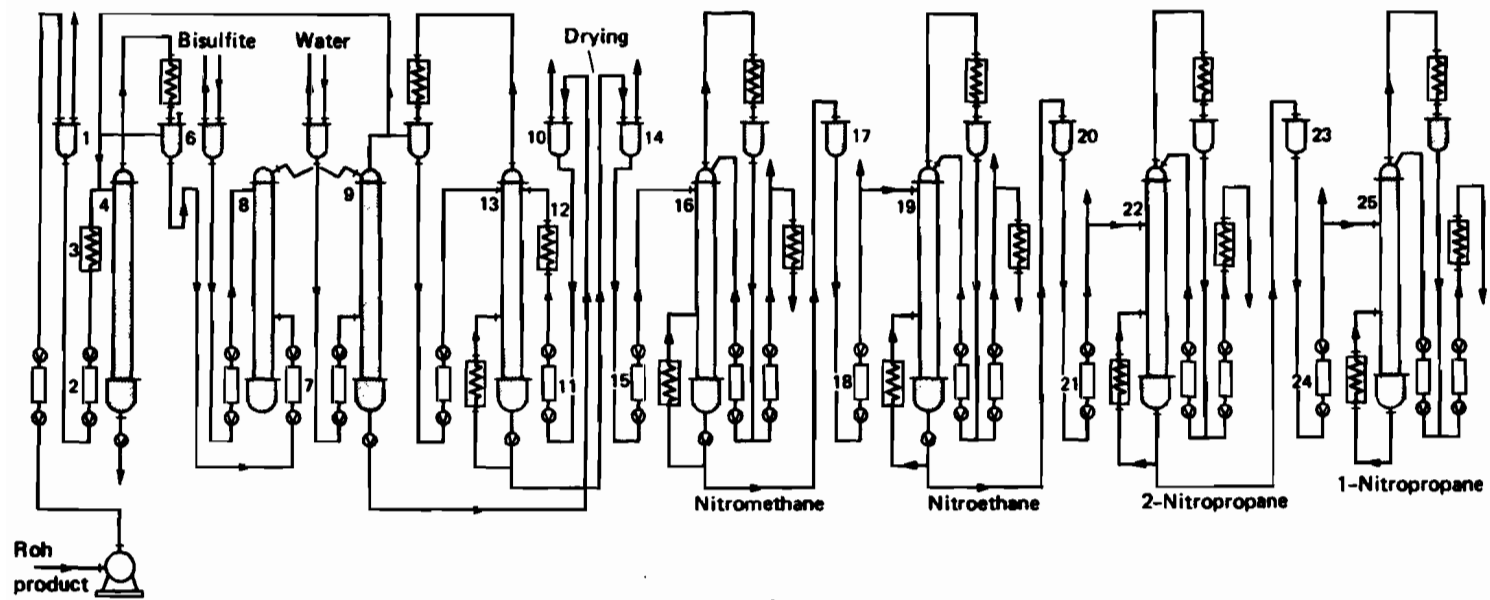 Bisulfite
Water
Drying
1
6
10
14
17
20
23
4
8
9
13
12
16
19
22
25
3
2
7
11
15
18
21
24
Nitromethane
Nitroethane
2-Nitropropane
1-Nitropropane
Roh
product